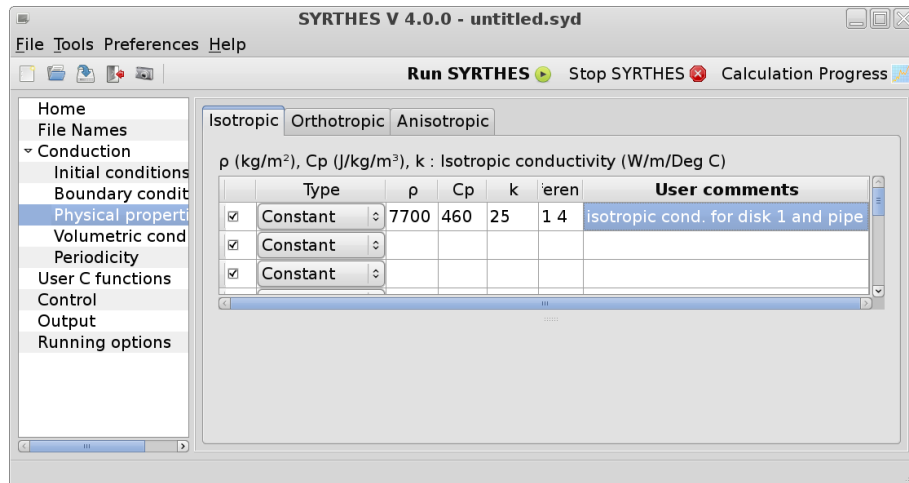 SYRTHES V 4.0.0 - untitled.syd
File Tools Preferences Help
Run SYRTHES Stop SYRTHES Calculation Progress
Home
File Names
Conduction
Initial conditions
Boundary condit
Physical properti
Volumetric cond
Periodicity
User C functions
Control
Output
Running options
Isotropic Orthotropic Anisotropic
ρ (kg/m²), Cp (J/kg/m³), k : Isotropic conductivity (W/m/Deg C)
Type ρ Cp k eren User comments
Constant 7700 460 25 1 4 isotropic cond. for disk 1 and pipe
Constant
Constant